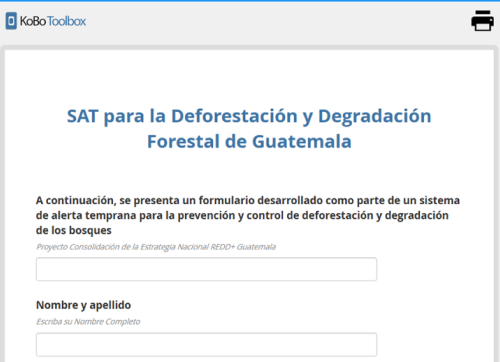 KoBoToolbox
SAT para la Deforestación y Degradación
Forestal de Guatemala
A continuación, se presenta un formulario desarrollado como parte de un sistema
de alerta temprana para la prevención y control de deforestación y degradación
de los bosques
Proyecto Consolidación de la Estrategia Nacional REDD+ Guatemala
Nombre y apellido
Escriba su Nombre Completo